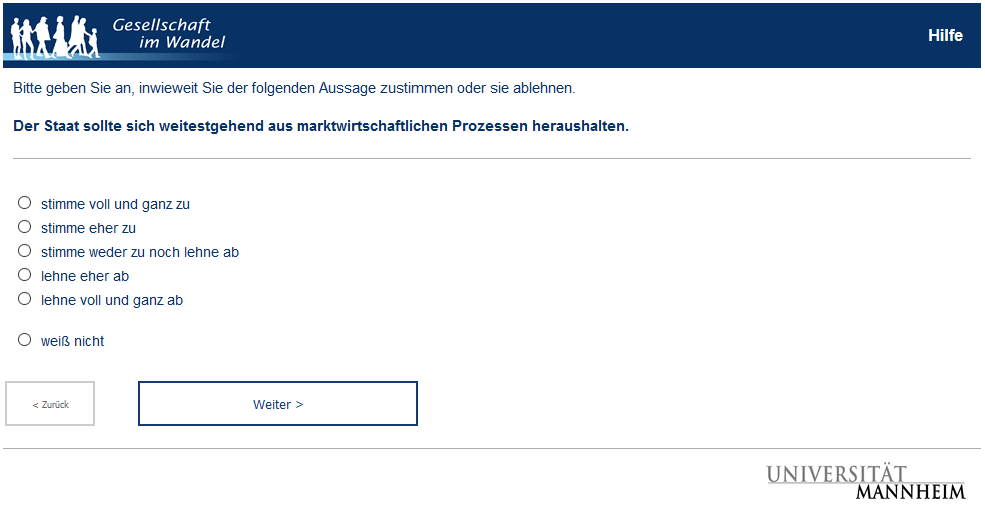 Gesellschaft
im Wandel
Hilfe
Bitte geben Sie an, inwieweit Sie der folgenden Aussage zustimmen oder sie ablehnen.
Der Staat sollte sich weitestgehend aus marktwirtschaftlichen Prozessen heraushalten.
stimme voll und ganz zu
stimme eher zu
stimme weder zu noch lehne ab
lehne eher ab
lehne voll und ganz ab
weiß nicht
< Zurück
Weiter >
UNIVERSITÄT
MANNHEIM